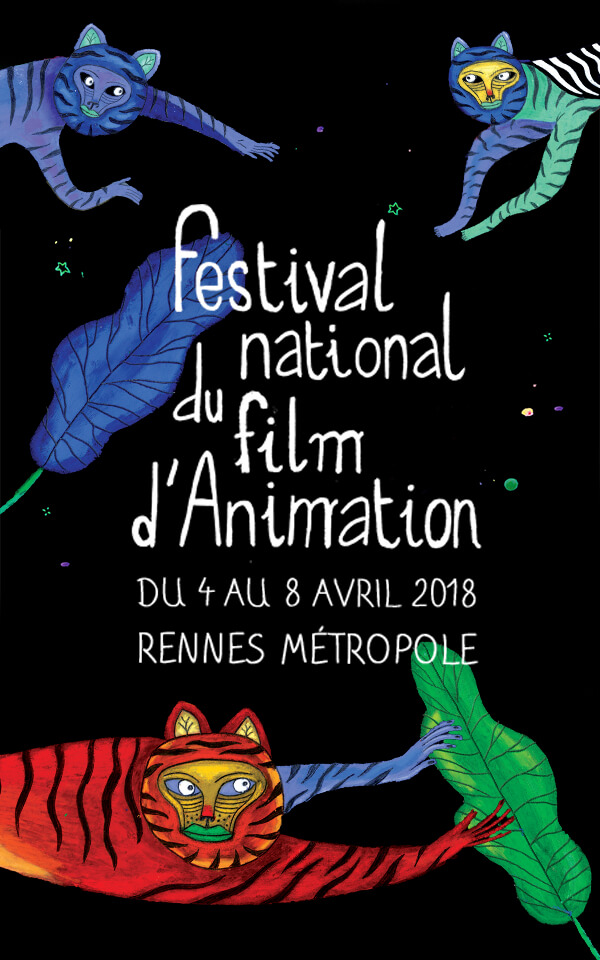 Festival
national
du
film
d'Animation
DU 4 AU 8 AVRIL 2018
RENNES MÉTROPOLE